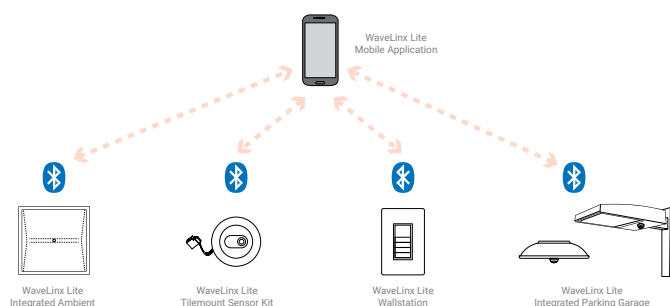 WaveLinx Lite
Mobile Application
WaveLinx Lite
Integrated Ambient
WaveLinx Lite
Tilemount Sensor Kit
WaveLinx Lite
Wallstation
WaveLinx Lite
Integrated Parking Garage